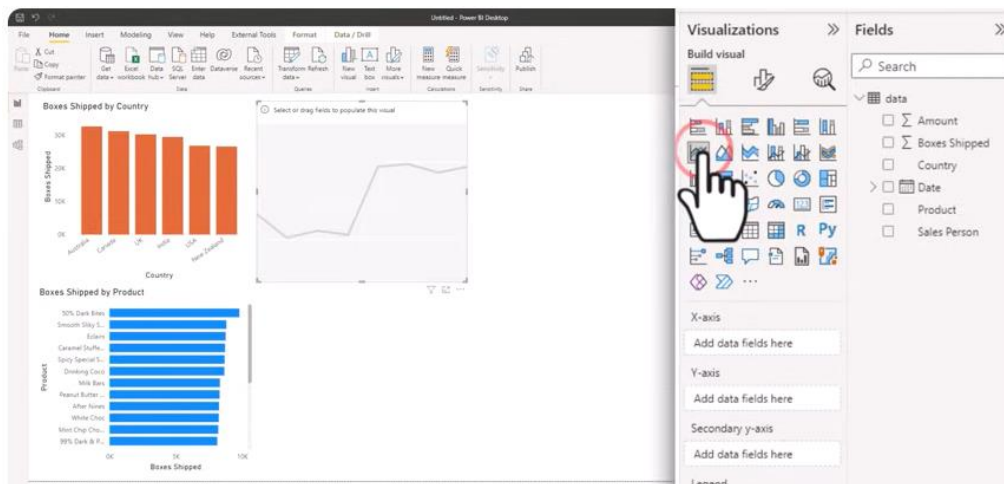 Untitled - Power BI Desktop
File Home Insert Modeling View Help External Tools Format Data / Drill
Paste
Cut
Copy
Format painter
Get data
Excel workbook
Data hub
SQL Server
Enter data
Dataverse
Recent sources
Transform data
Refresh
New visual
Text box
More visuals
New measure
Quick measure
Sensitivity
Publish
Clipboard Data Queries Insert Calculations Sensitivity Share
Boxes Shipped by Country
30K
20K
10K
0K
Boxes Shipped
Australia Canada UK India USA New Zealand
Country
Select or drag fields to populate this visual
Boxes Shipped by Product
Product
50% Dark Bites
Smooth Sliky S...
Eclairs
Caramel Stuffe...
Spicy Special S...
Drinking Coco
Milk Bars
Peanut Butter ...
After Nines
White Choc
Mint Chip Cho...
99% Dark & P...
0K 5K 10K
Boxes Shipped
Visualizations
Build visual
123
R Py
X-axis
Add data fields here
Y-axis
Add data fields here
Secondary y-axis
Add data fields here
Legend
Fields
Search
data
Amount
Boxes Shipped
Country
Date
Product
Sales Person